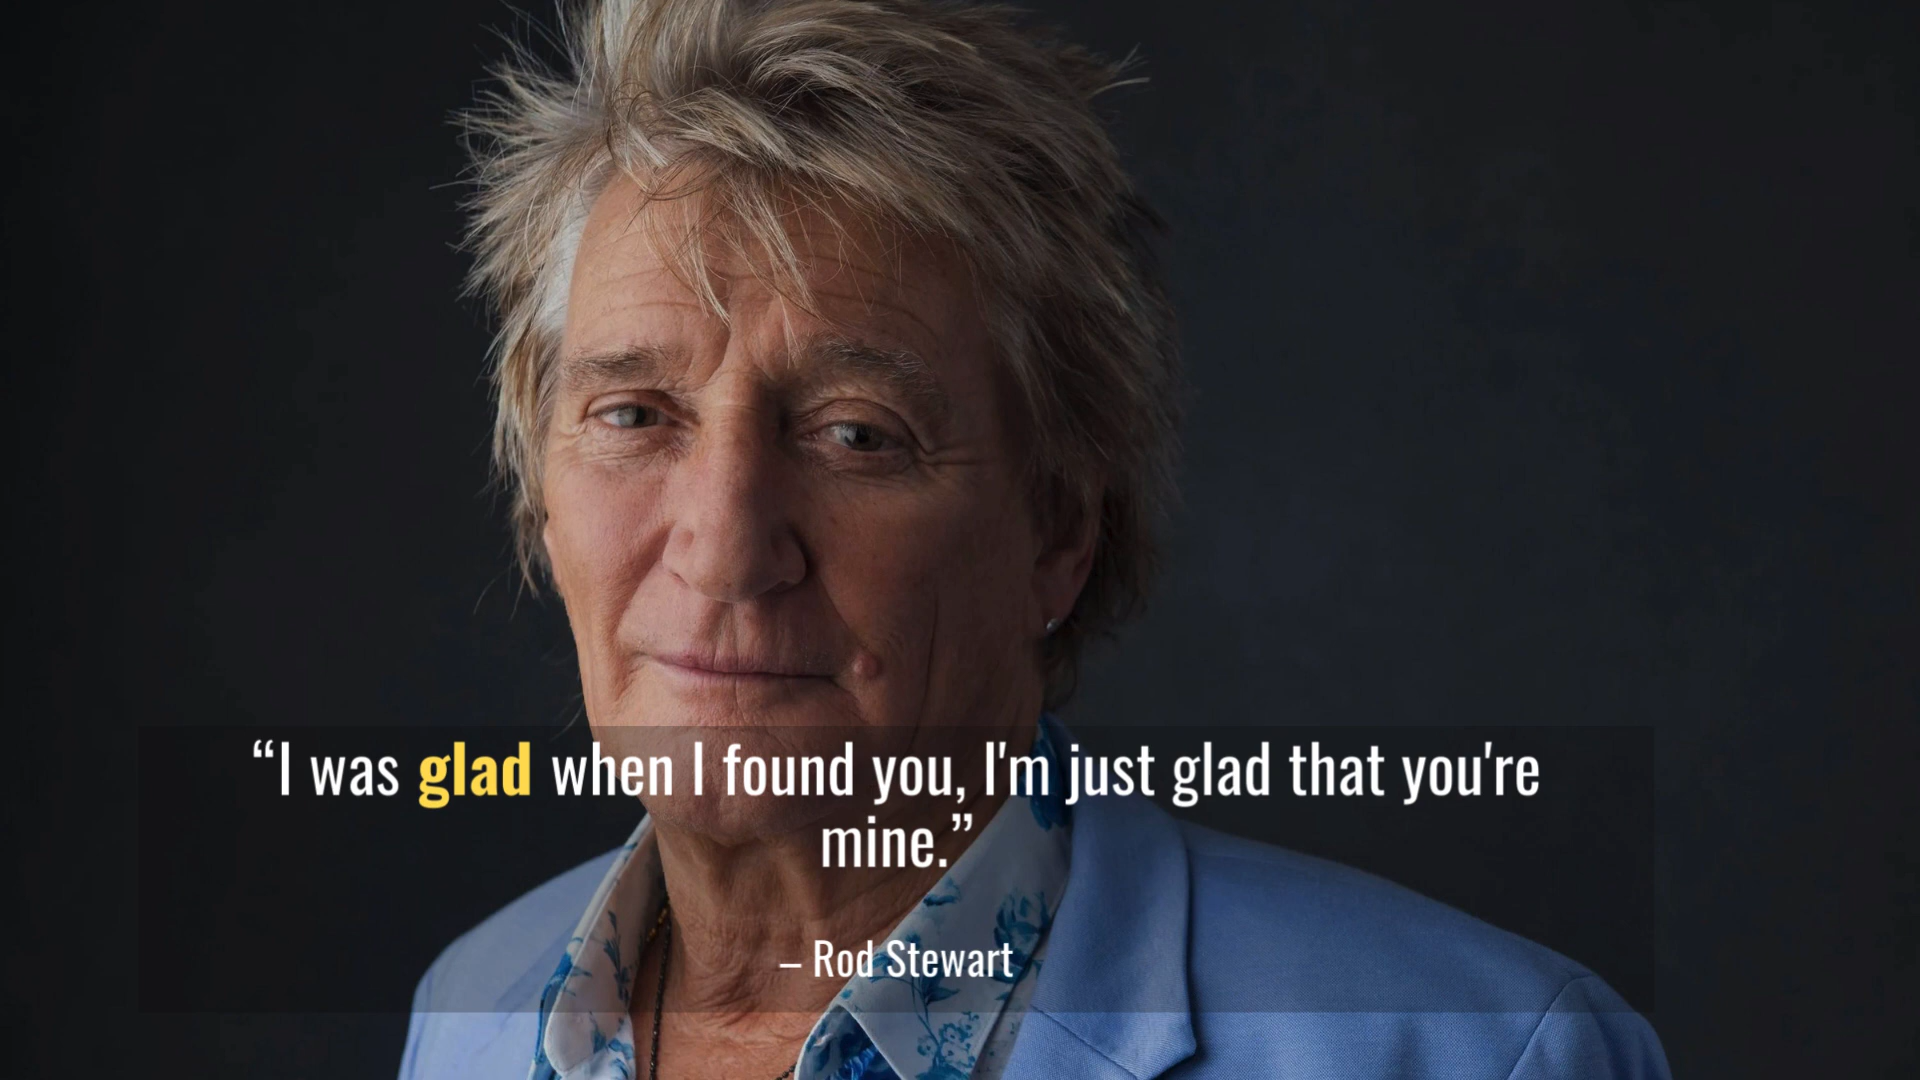 “I was glad when I found you, I'm just glad that you're
mine.”
– Rod Stewart